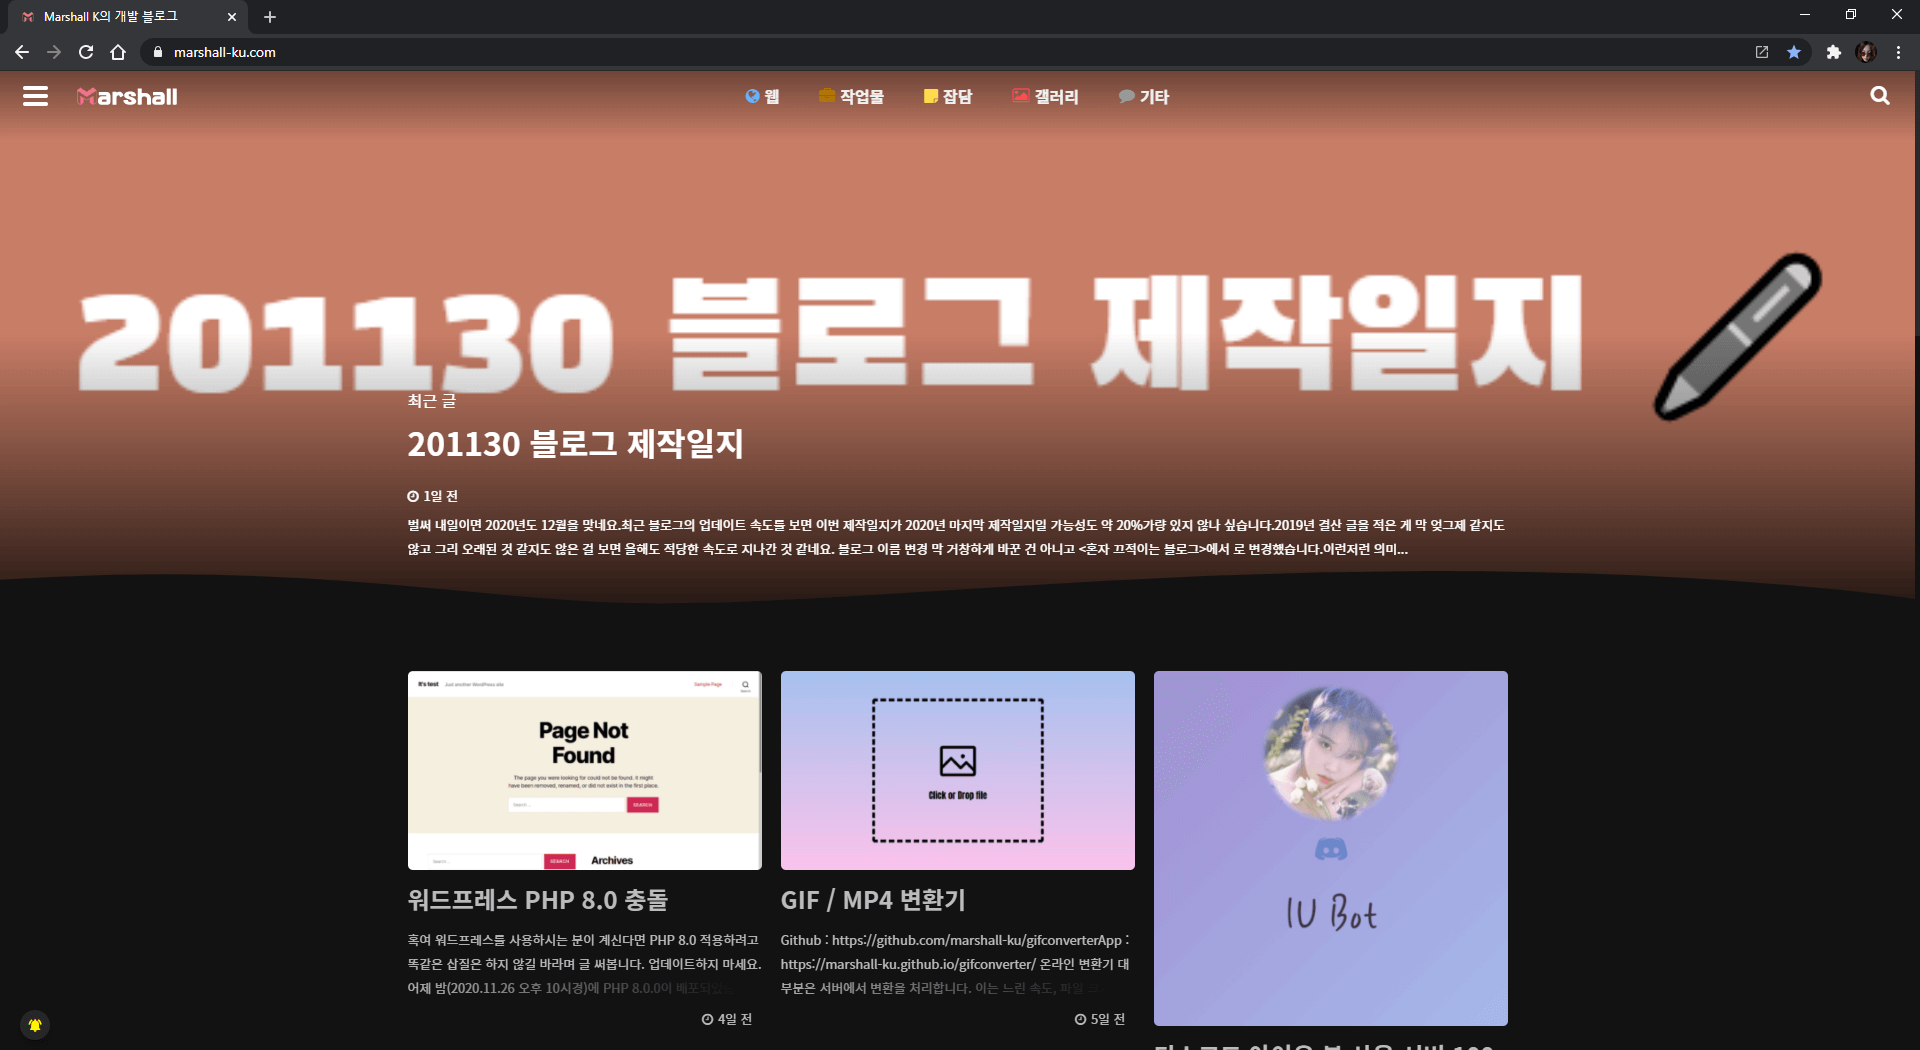 Marshall K의 개발 블로그
marshall-ku.com
Marshall
웹
작업물
잡담
갤러리
기타
201130 블로그 제작일지
최근 글
201130 블로그 제작일지
1일 전
벌써 내일이면 2020년도 12월을 맞네요.최근 블로그의 업데이트 속도를 보면 이번 제작일지가 2020년 마지막 제작일지일 가능성도 약 20%가량 있지 않나 싶습니다.2019년 결산 글을 적은 게 막 엊그제 같지도
않고 그리 오래된 것 같지도 않은 걸 보면 올해도 적당한 속도로 지나간 것 같네요. 블로그 이름 변경 막 거창하게 바꾼 건 아니고 <혼자 끄적이는 블로그>에서 로 변경했습니다.이런저런 의미...
It's test
Just another WordPress site
Sample Page
Page Not
Found
The page you were looking for could not be found. It might
have been removed, renamed, or did not exist in the first place.
Search …
SEARCH
Search …
SEARCH
Archives
워드프레스 PHP 8.0 충돌
혹여 워드프레스를 사용하시는 분이 계신다면 PHP 8.0 적용하려고
똑같은 삽질은 하지 않길 바라며 글 써봅니다. 업데이트하지 마세요.
어제 밤(2020.11.26 오후 10시경)에 PHP 8.0.0이 배포되었
4일 전
Click or Drop file
GIF / MP4 변환기
Github : https://github.com/marshall-ku/gifconverterApp :
https://marshall-ku.github.io/gifconverter/ 온라인 변환기 대
부분은 서버에서 변환을 처리합니다. 이는 느린 속도, 파일
5일 전
IU Bot